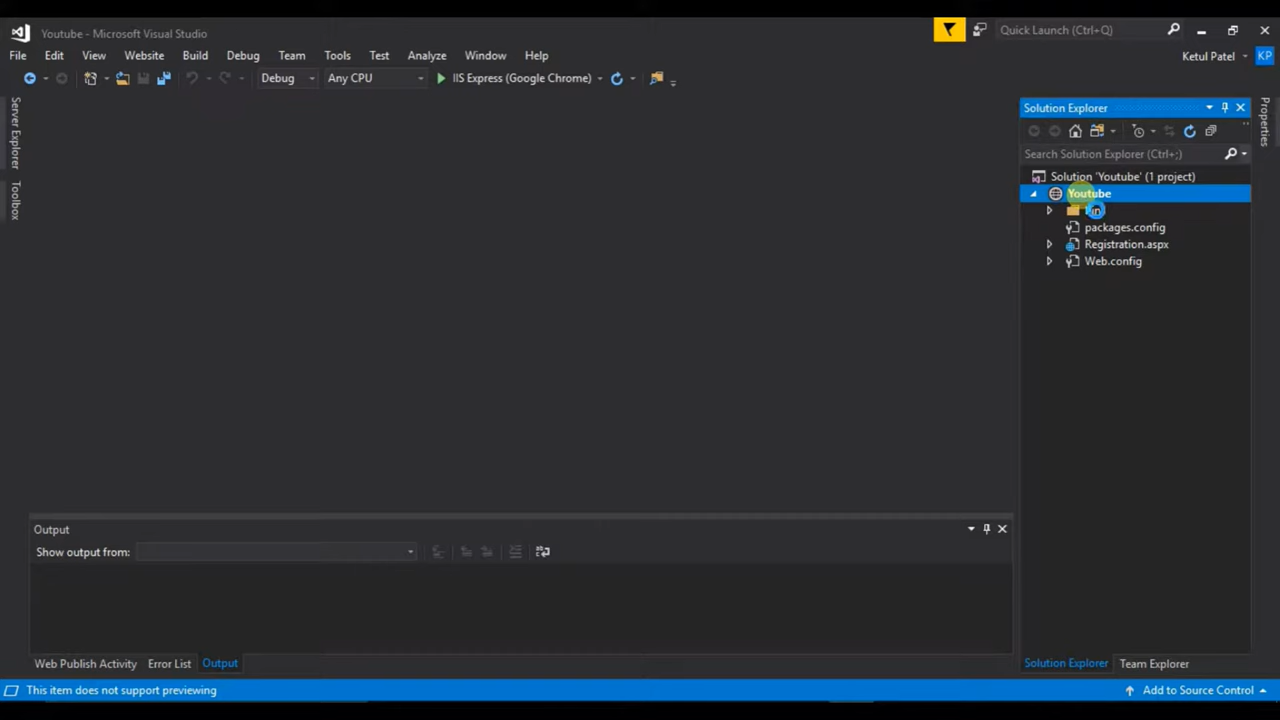 Youtube - Microsoft Visual Studio
Quick Launch (Ctrl+Q)
File Edit View Website Build Debug Team Tools Test Analyze Window Help
Ketul Patel KP
Debug Any CPU IIS Express (Google Chrome)
Server Explorer
Toolbox
Solution Explorer
Properties
Search Solution Explorer (Ctrl+;)
Solution 'Youtube' (1 project)
Youtube
packages.config
Registration.aspx
Web.config
Output
Show output from:
Web Publish Activity Error List Output
Solution Explorer Team Explorer
This item does not support previewing
Add to Source Control